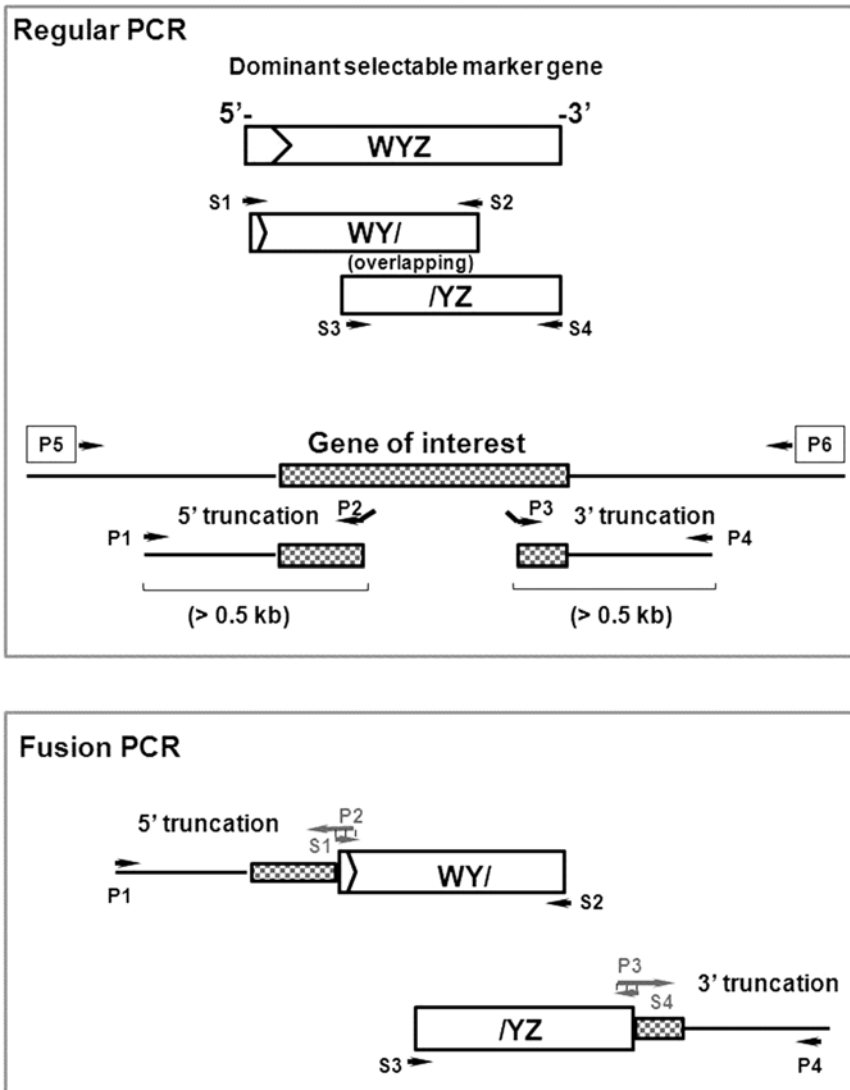 Regular PCR
Dominant selectable marker gene
5’- -3’
WYZ
S1 S2
WY/
(overlapping)
/YZ
S3 S4
P5 Gene of interest P6
5’ truncation P2 P3 3’ truncation
P1 P4
(> 0.5 kb) (> 0.5 kb)
Fusion PCR
5’ truncation P2
S1
WY/
P1 S2
P3
3’ truncation
S4
/YZ
S3 P4